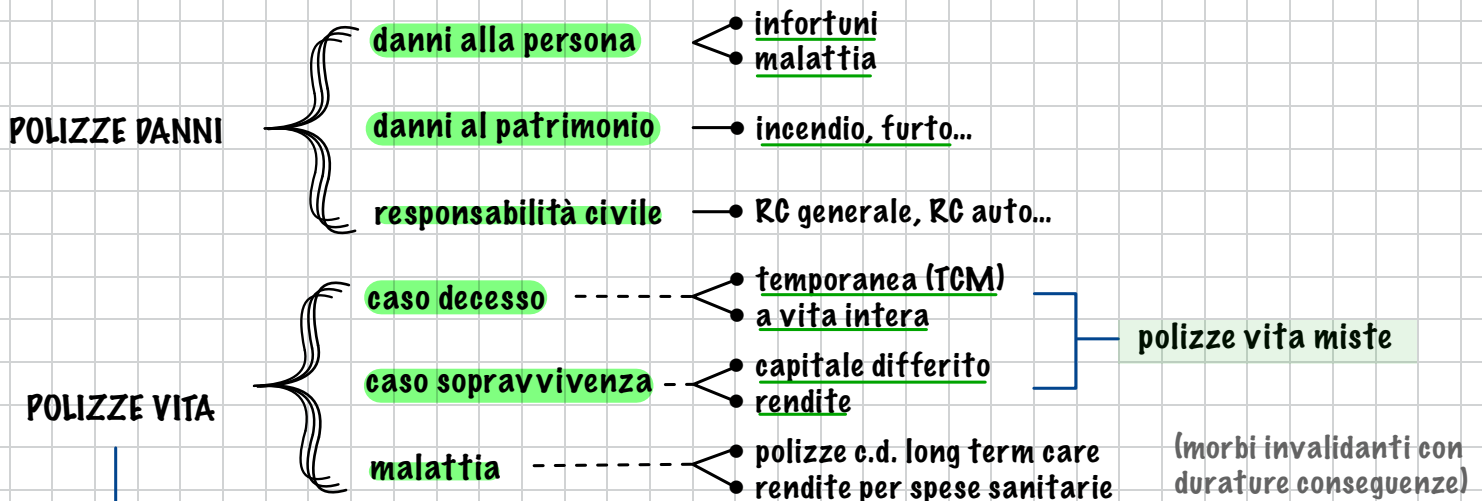 infortuni
danni alla persona
malattia
POLIZZE DANNI
danni al patrimonio
incendio, furto...
responsabilità civile
RC generale, RC auto...
temporanea (TCM)
caso decesso
a vita intera
polizze vita miste
capitale differito
caso sopravvivenza
rendite
POLIZZE VITA
polizze c.d. long term care
malattia
rendite per spese sanitarie
(morbi invalidanti con
durature conseguenze)